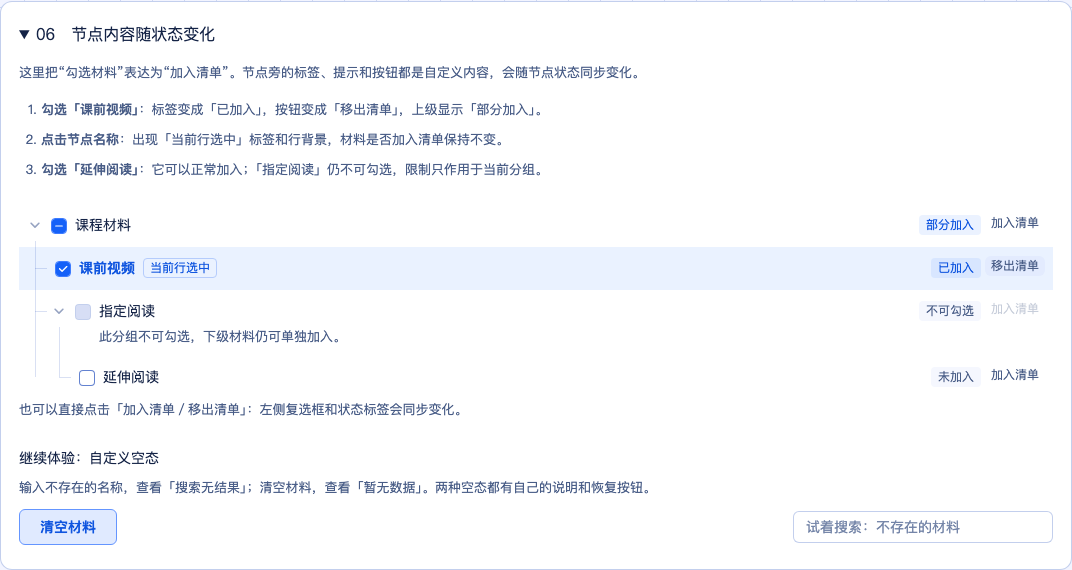 ▼ 06 节点内容随状态变化
这里把“勾选材料”表达为“加入清单”。节点旁的标签、提示和按钮都是自定义内容，会随节点状态同步变化。
1. 勾选「课前视频」：标签变成「已加入」，按钮变成「移出清单」，上级显示「部分加入」。
2. 点击节点名称：出现「当前行选中」标签和行背景，材料是否加入清单保持不变。
3. 勾选「延伸阅读」：它可以正常加入；「指定阅读」仍不可勾选，限制只作用于当前分组。
课程材料 部分加入 加入清单
课前视频 当前行选中 已加入 移出清单
指定阅读 不可勾选 加入清单
此分组不可勾选，下级材料仍可单独加入。
延伸阅读 未加入 加入清单
也可以直接点击「加入清单 / 移出清单」：左侧复选框和状态标签会同步变化。
继续体验：自定义空态
输入不存在的名称，查看「搜索无结果」；清空材料，查看「暂无数据」。两种空态都有自己的说明和恢复按钮。
清空材料 试着搜索：不存在的材料